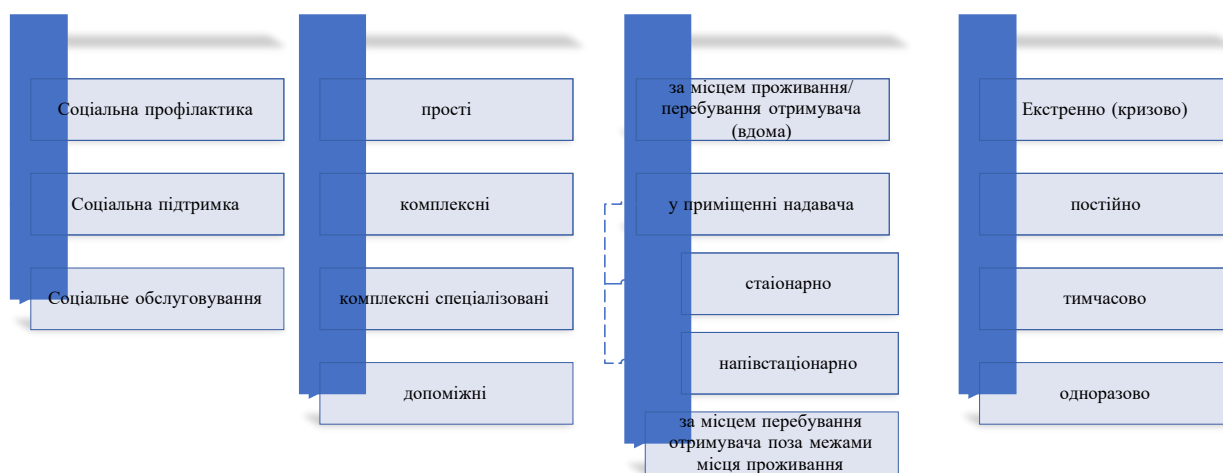 Соціальна профілактика
Соціальна підтримка
Соціальне обслуговування
прості
комплексні
комплексні спеціалізовані
допоміжні
за місцем проживання/
перебування отримувача
(вдома)
у приміщенні надавача
стаіонарно
напівстаціонарно
за місцем перебування
отримувача поза межами
місця проживання
Екстренно (кризово)
постійно
тимчасово
одноразово